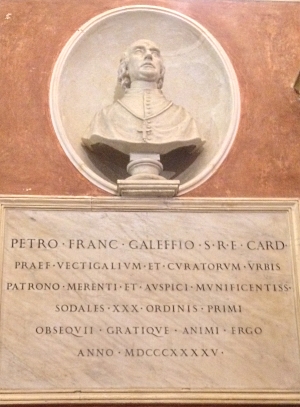 PETRO · FRANC · GALEFFIO · S · R · E · CARD ·
PRAEF · VECTIGALIVM · ET · CVRATORVM · VRBIS
PATRONO · MERENTI · ET · AVSPICI · MVNIFICENTISS ·
SODALES · XXX · ORDINIS · PRIMI
OBSEQVII · GRATIQVE · ANIMI · ERGO
ANNO · MDCCCXXXXV ·